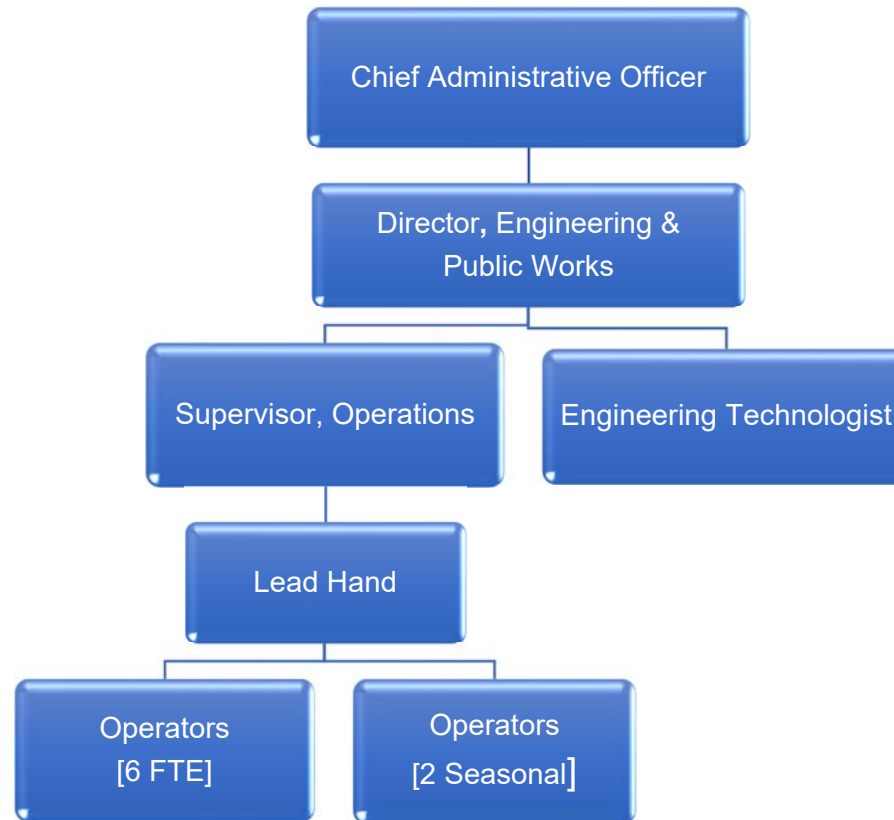 Chief Administrative Officer
Director, Engineering &
Public Works
Supervisor, Operations
Engineering Technologist
Lead Hand
Operators
[6 FTE]
Operators
[2 Seasonal]